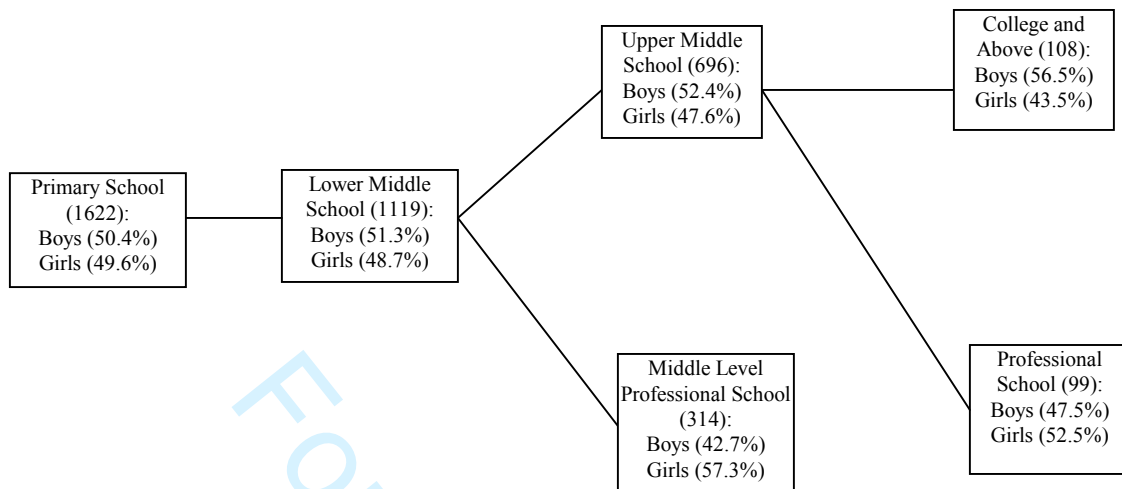 Primary School
(1622):
Boys (50.4%)
Girls (49.6%)
Lower Middle
School (1119):
Boys (51.3%)
Girls (48.7%)
Upper Middle
School (696):
Boys (52.4%)
Girls (47.6%)
Middle Level
Professional School
(314):
Boys (42.7%)
Girls (57.3%)
College and
Above (108):
Boys (56.5%)
Girls (43.5%)
Professional
School (99):
Boys (47.5%)
Girls (52.5%)